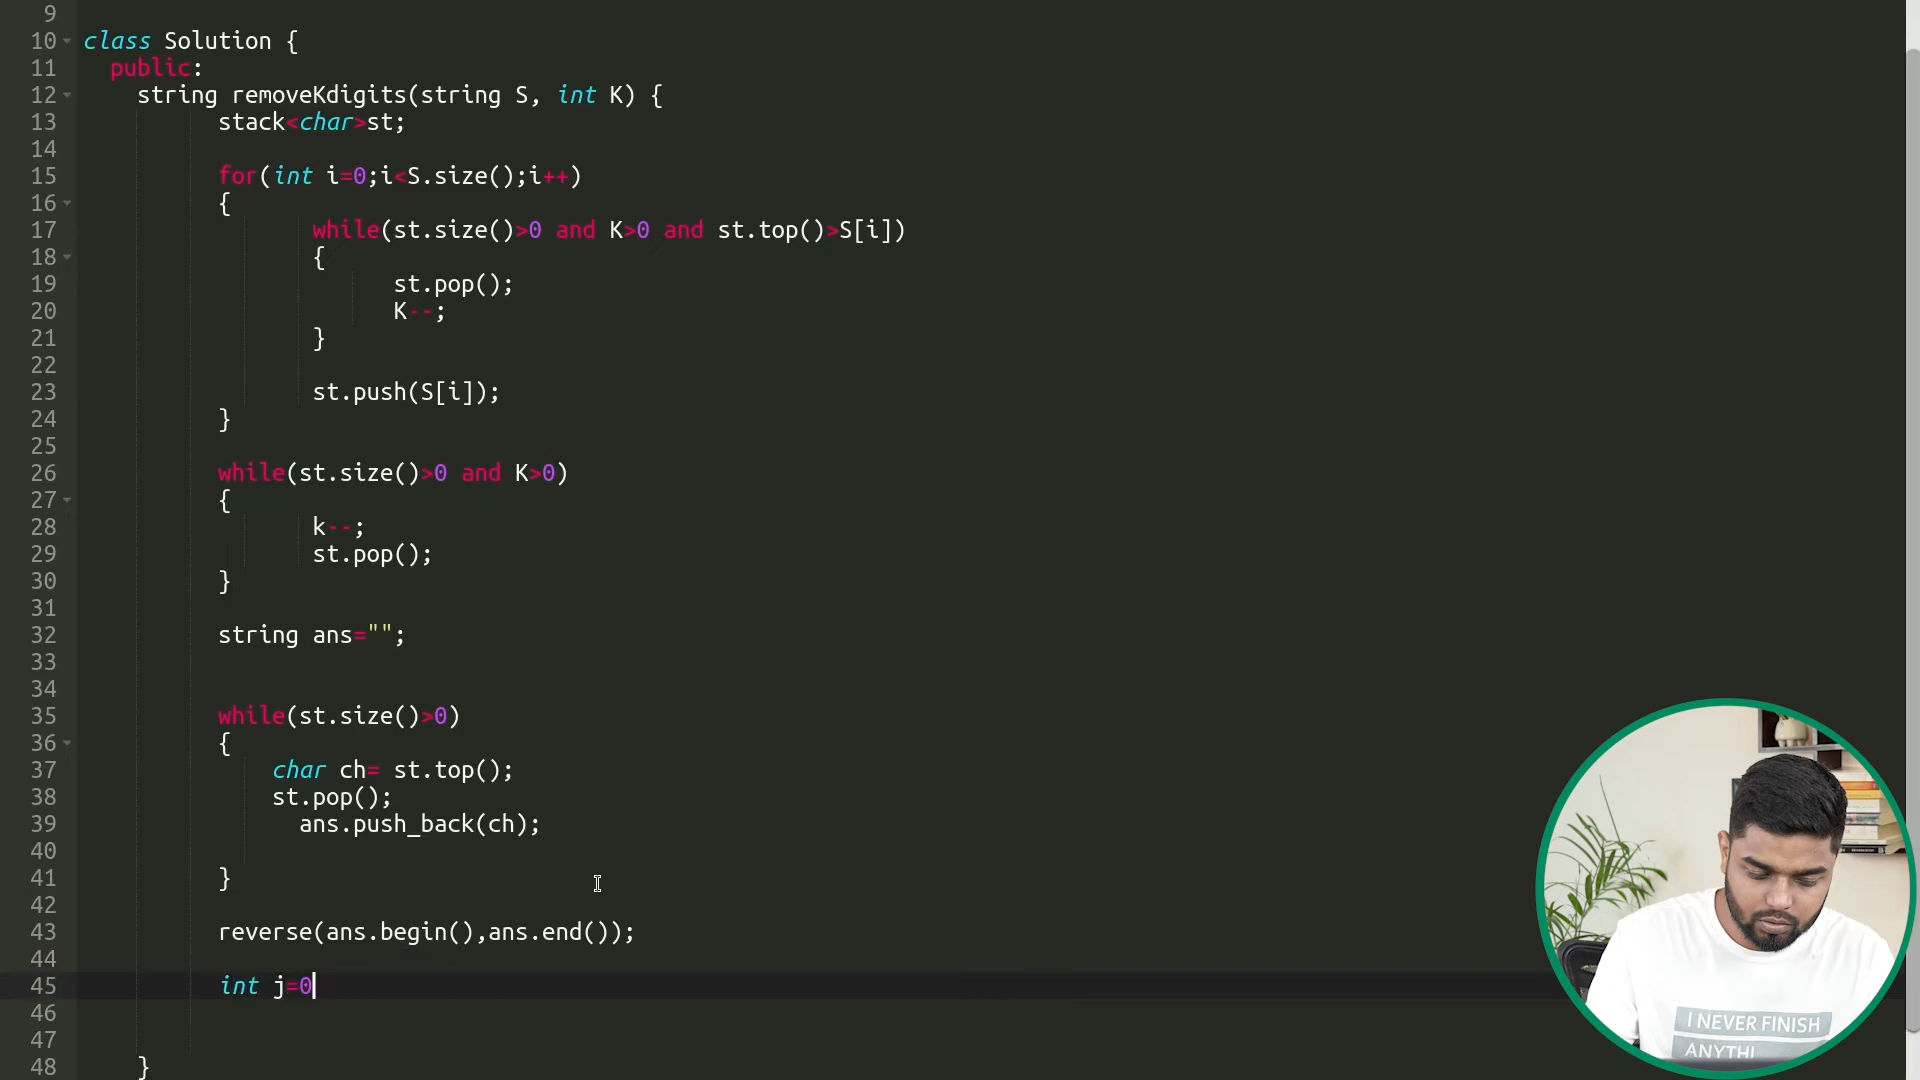 9
10 class Solution {
11 public:
12 string removeKdigits(string S, int K) {
13 stack<char>st;
14
15 for(int i=0;i<S.size();i++)
16 {
17 while(st.size()>0 and K>0 and st.top()>S[i])
18 {
19 st.pop();
20 K--;
21 }
22
23 st.push(S[i]);
24 }
25
26 while(st.size()>0 and K>0)
27 {
28 k--;
29 st.pop();
30 }
31
32 string ans="";
33
34
35 while(st.size()>0)
36 {
37 char ch= st.top();
38 st.pop();
39 ans.push_back(ch);
40
41 }
42
43 reverse(ans.begin(),ans.end());
44
45 int j=0
46
47
48 }
I NEVER FINISH
ANYTHI